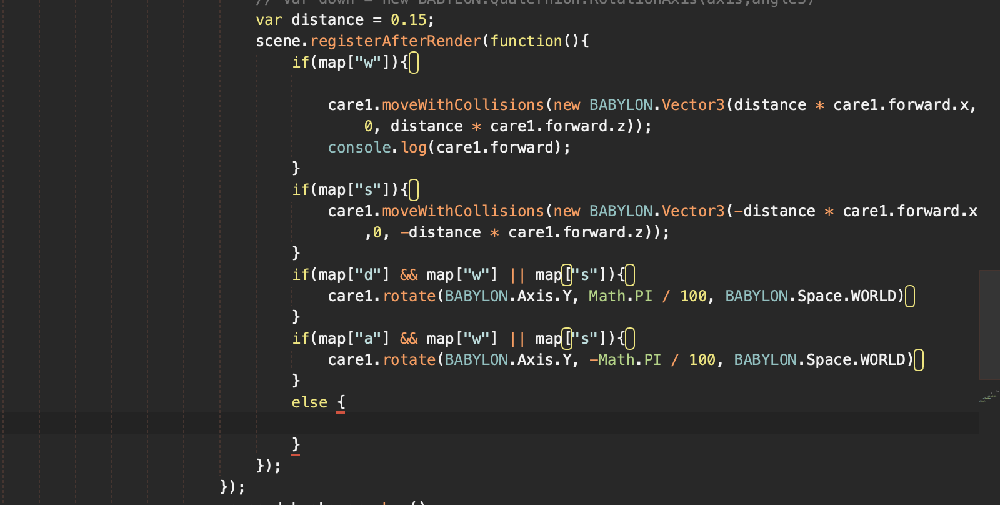 // var down = new BABYLON.Quaternion.RotationAxis(axis,angle3)
var distance = 0.15;
scene.registerAfterRender(function(){
if(map["w"]){
care1.moveWithCollisions(new BABYLON.Vector3(distance * care1.forward.x,
0, distance * care1.forward.z));
console.log(care1.forward);
}
if(map["s"]){
care1.moveWithCollisions(new BABYLON.Vector3(-distance * care1.forward.x
,0, -distance * care1.forward.z));
}
if(map["d"] && map["w"] || map["s"]){
care1.rotate(BABYLON.Axis.Y, Math.PI / 100, BABYLON.Space.WORLD)
}
if(map["a"] && map["w"] || map["s"]){
care1.rotate(BABYLON.Axis.Y, -Math.PI / 100, BABYLON.Space.WORLD)
}
else {
}
});
});